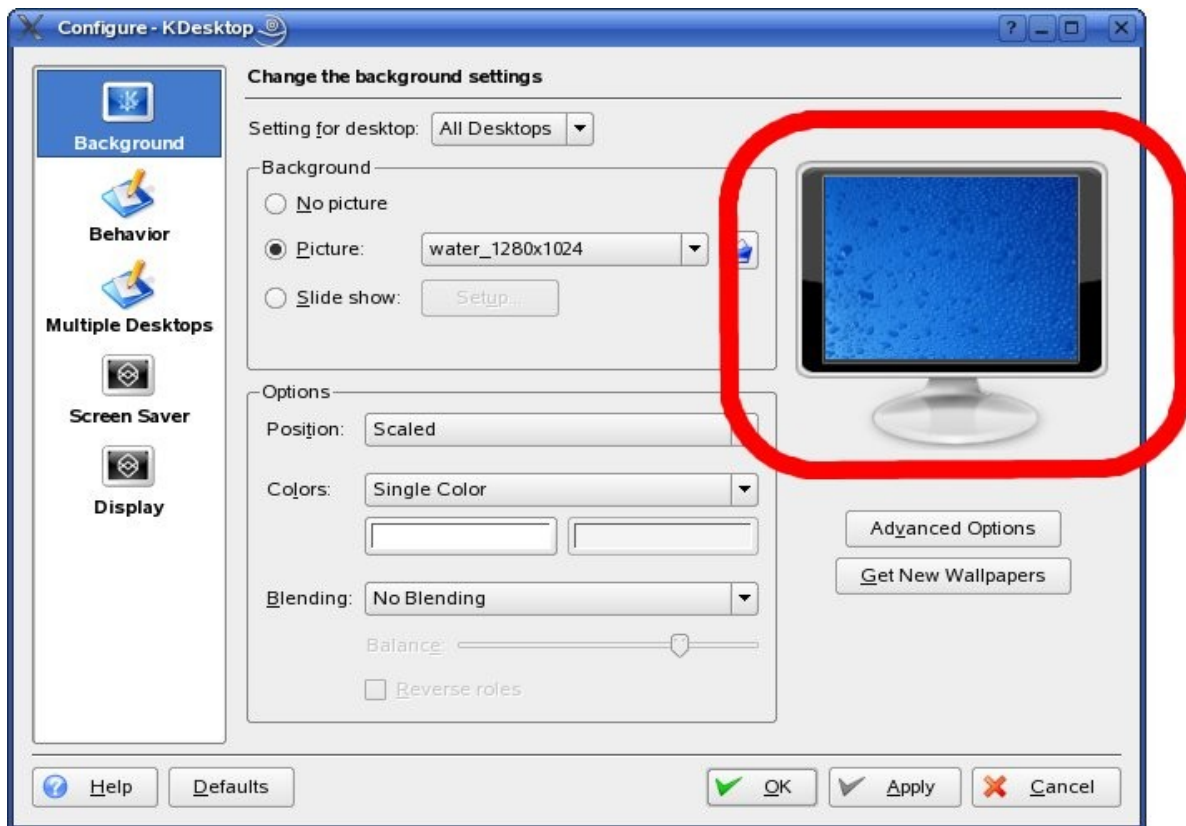 Configure - KDesktop
Background
Behavior
Multiple Desktops
Screen Saver
Display
Change the background settings
Setting for desktop: All Desktops
Background
No picture
Picture: water_1280x1024
Slide show: Setup...
Options
Position: Scaled
Colors: Single Color
Blending: No Blending
Balance:
Reverse roles
Advanced Options
Get New Wallpapers
Help Defaults OK Apply Cancel